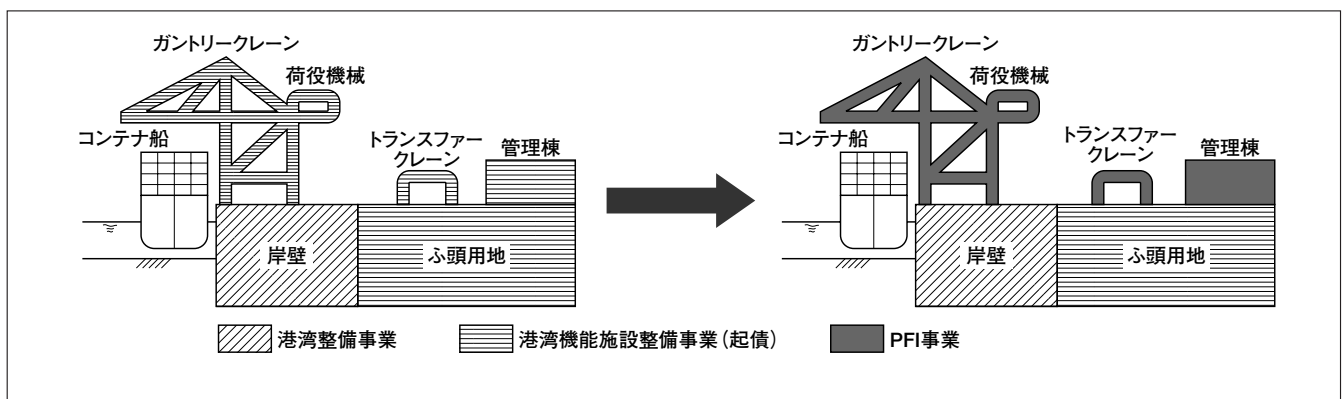 ガントリークレーン
荷役機械
コンテナ船
トランスファー
クレーン
管理棟
岸壁
ふ頭用地
ガントリークレーン
荷役機械
コンテナ船
トランスファー
クレーン
管理棟
岸壁
ふ頭用地
港湾整備事業
港湾機能施設整備事業(起債)
PFI事業